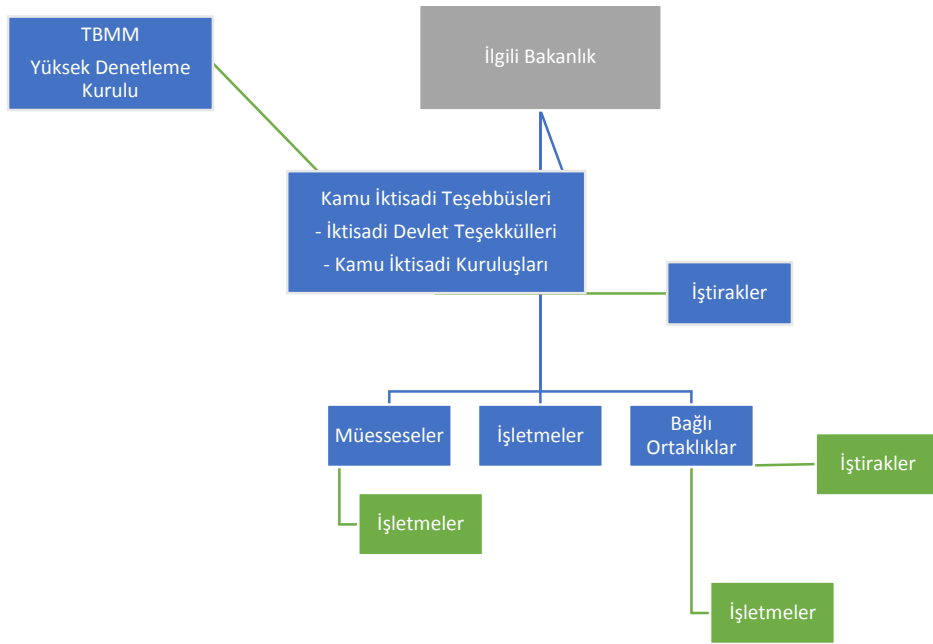 TBMM
Yüksek Denetleme
Kurulu
İlgili Bakanlık
Kamu İktisadi Teşebbüsleri
- İktisadi Devlet Teşekkülleri
- Kamu İktisadi Kuruluşları
İştirakler
Müesseseler
İşletmeler
Bağlı
Ortaklıklar
İştirakler
İşletmeler
İşletmeler